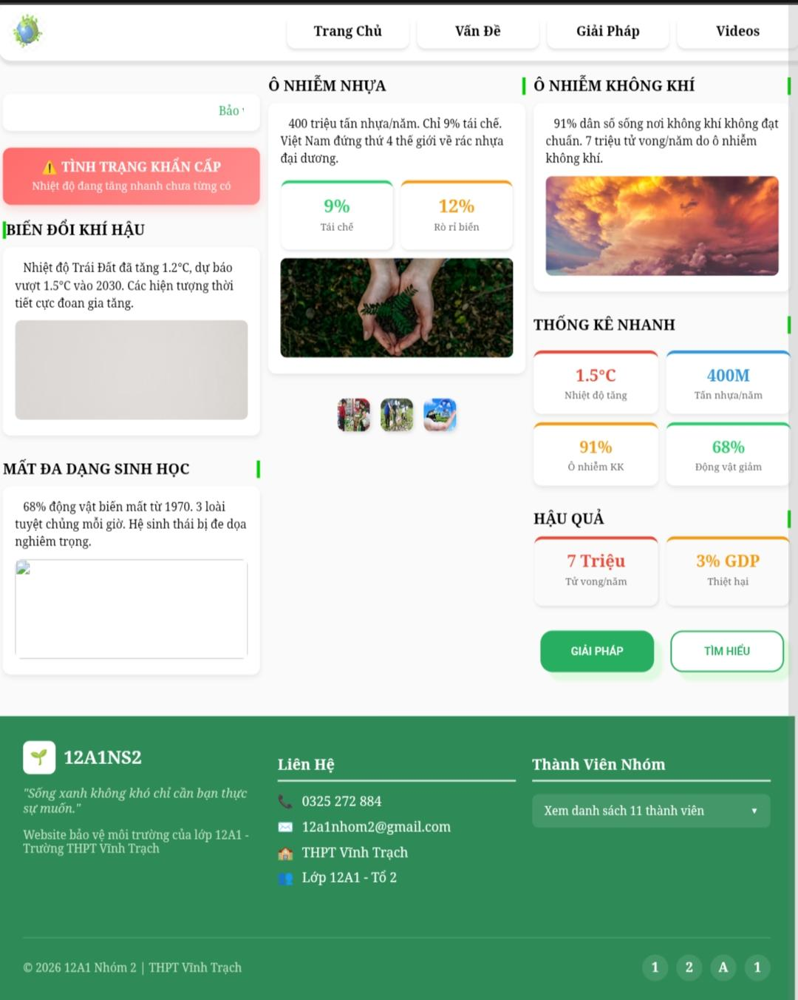 Trang Chủ
Vấn Đề
Giải Pháp
Videos
Bảo
⚠️ TÌNH TRẠNG KHẨN CẤP
Nhiệt độ đang tăng nhanh chưa từng có
BIẾN ĐỔI KHÍ HẬU
Nhiệt độ Trái Đất đã tăng 1.2°C, dự báo
vượt 1.5°C vào 2030. Các hiện tượng thời
tiết cực đoan gia tăng.
MẤT ĐA DẠNG SINH HỌC
68% động vật biến mất từ 1970. 3 loài
tuyệt chủng mỗi giờ. Hệ sinh thái bị đe dọa
nghiêm trọng.
Ô NHIỄM NHỰA
400 triệu tấn nhựa/năm. Chỉ 9% tái chế.
Việt Nam đứng thứ 4 thế giới về rác nhựa
đại dương.
9%
Tái chế
12%
Rò rỉ biển
Ô NHIỄM KHÔNG KHÍ
91% dân số sống nơi không khí không đạt
chuẩn. 7 triệu tử vong/năm do ô nhiễm
không khí.
THỐNG KÊ NHANH
1.5°C
Nhiệt độ tăng
400M
Tấn nhựa/năm
91%
Ô nhiễm KK
68%
Động vật giảm
HẬU QUẢ
7 Triệu
Tử vong/năm
3% GDP
Thiệt hại
GIẢI PHÁP
TÌM HIỂU
12A1NS2
"Sống xanh không khó chỉ cần bạn thực
sự muốn."
Website bảo vệ môi trường của lớp 12A1 -
Trường THPT Vĩnh Trạch
Liên Hệ
0325 272 884
12a1nhom2@gmail.com
THPT Vĩnh Trạch
Lớp 12A1 - Tổ 2
Thành Viên Nhóm
Xem danh sách 11 thành viên
© 2026 12A1 Nhóm 2 | THPT Vĩnh Trạch
1 2 A 1